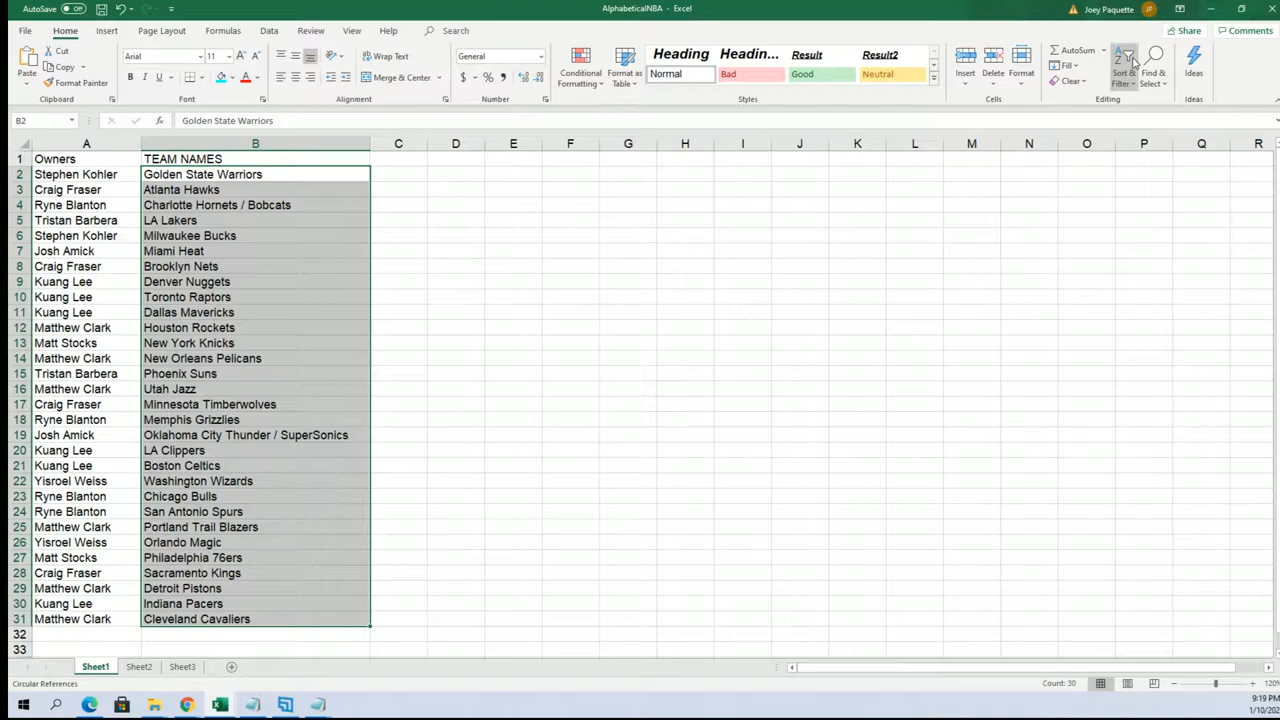 AutoSave Off AlphabeticalNBA - Excel Joey Paquette JP
File Home Insert Page Layout Formulas Data Review View Help Search Share Comments
Paste Cut Copy Format Painter Clipboard
Arial 11 A A B I U A Font
Wrap Text Merge & Center Alignment
General $ % , Number
Conditional Formatting Format as Table
Heading Headin... Result Result2
Normal Bad Good Neutral
Styles
Insert Delete Format Cells
AutoSum Fill Clear Sort & Filter Find & Select Editing
Ideas Ideas
B2 fx Golden State Warriors
A B C D E F G H I J K L M N O P Q R
1 Owners TEAM NAMES
2 Stephen Kohler Golden State Warriors
3 Craig Fraser Atlanta Hawks
4 Ryne Blanton Charlotte Hornets / Bobcats
5 Tristan Barbera LA Lakers
6 Stephen Kohler Milwaukee Bucks
7 Josh Amick Miami Heat
8 Craig Fraser Brooklyn Nets
9 Kuang Lee Denver Nuggets
10 Kuang Lee Toronto Raptors
11 Kuang Lee Dallas Mavericks
12 Matthew Clark Houston Rockets
13 Matt Stocks New York Knicks
14 Matthew Clark New Orleans Pelicans
15 Tristan Barbera Phoenix Suns
16 Matthew Clark Utah Jazz
17 Craig Fraser Minnesota Timberwolves
18 Ryne Blanton Memphis Grizzlies
19 Josh Amick Oklahoma City Thunder / SuperSonics
20 Kuang Lee LA Clippers
21 Kuang Lee Boston Celtics
22 Yisroel Weiss Washington Wizards
23 Ryne Blanton Chicago Bulls
24 Ryne Blanton San Antonio Spurs
25 Matthew Clark Portland Trail Blazers
26 Yisroel Weiss Orlando Magic
27 Matt Stocks Philadelphia 76ers
28 Craig Fraser Sacramento Kings
29 Matthew Clark Detroit Pistons
30 Kuang Lee Indiana Pacers
31 Matthew Clark Cleveland Cavaliers
32
33
Sheet1 Sheet2 Sheet3
Circular References Count: 30 120%
9:19 PM
1/10/202